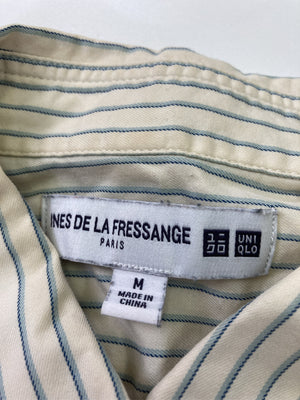 INES DE LA FRESSANGE
PARIS
ユニ
クロ
UNI
QLO
M
MADE IN
CHINA